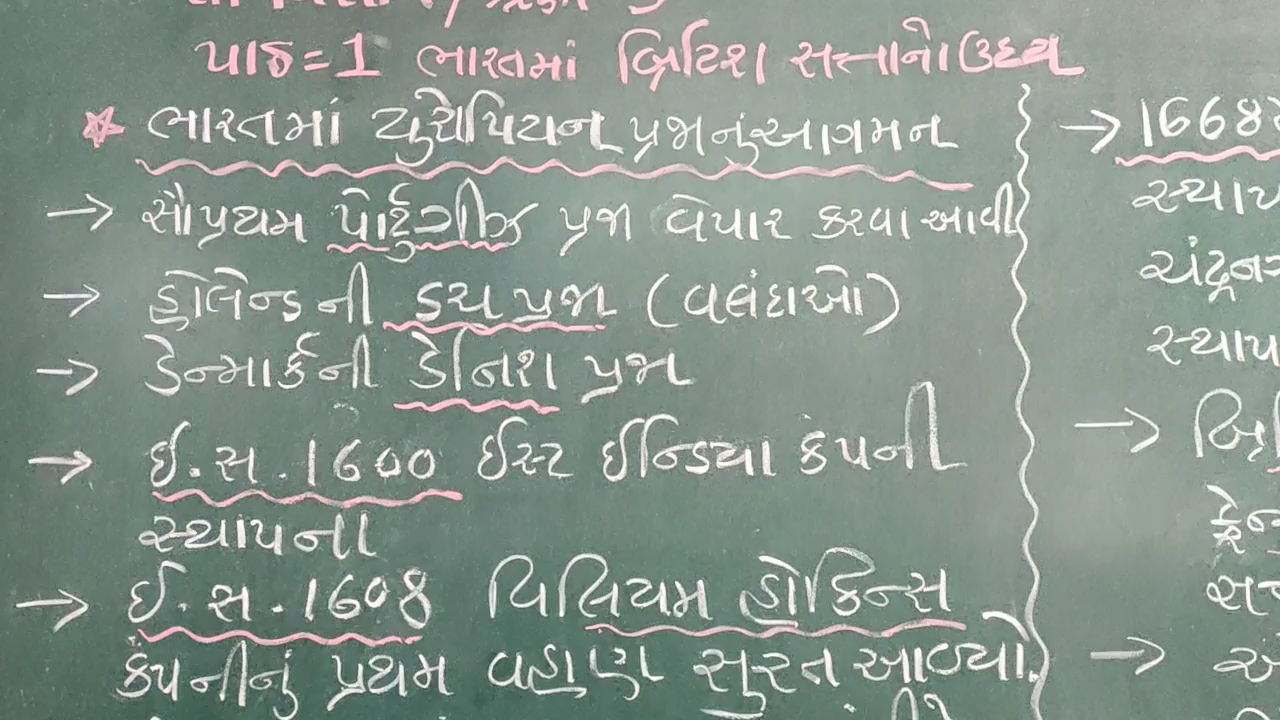 પાઠ=1 ભારતમાં બ્રિટિશ સત્તાનો ઉદય
* ભારતમાં યુરોપિયન પ્રજાનું આગમન
→ સૌપ્રથમ પોર્ટુગીઝ પ્રજા વેપાર કરવા આવી
→ હોલેન્ડની ડચ પ્રજા (વલંદાઓ)
→ ડેન્માર્કની ડેનિશ પ્રજા
→ ઈ.સ.1600 ઈસ્ટ ઈન્ડિયા કંપની
સ્થાપના
→ ઈ.સ.1608 વિલિયમ હોકિન્સ
કંપનીનું પ્રથમ વહાણ સુરત આવ્યો.
→ 1668
→
→